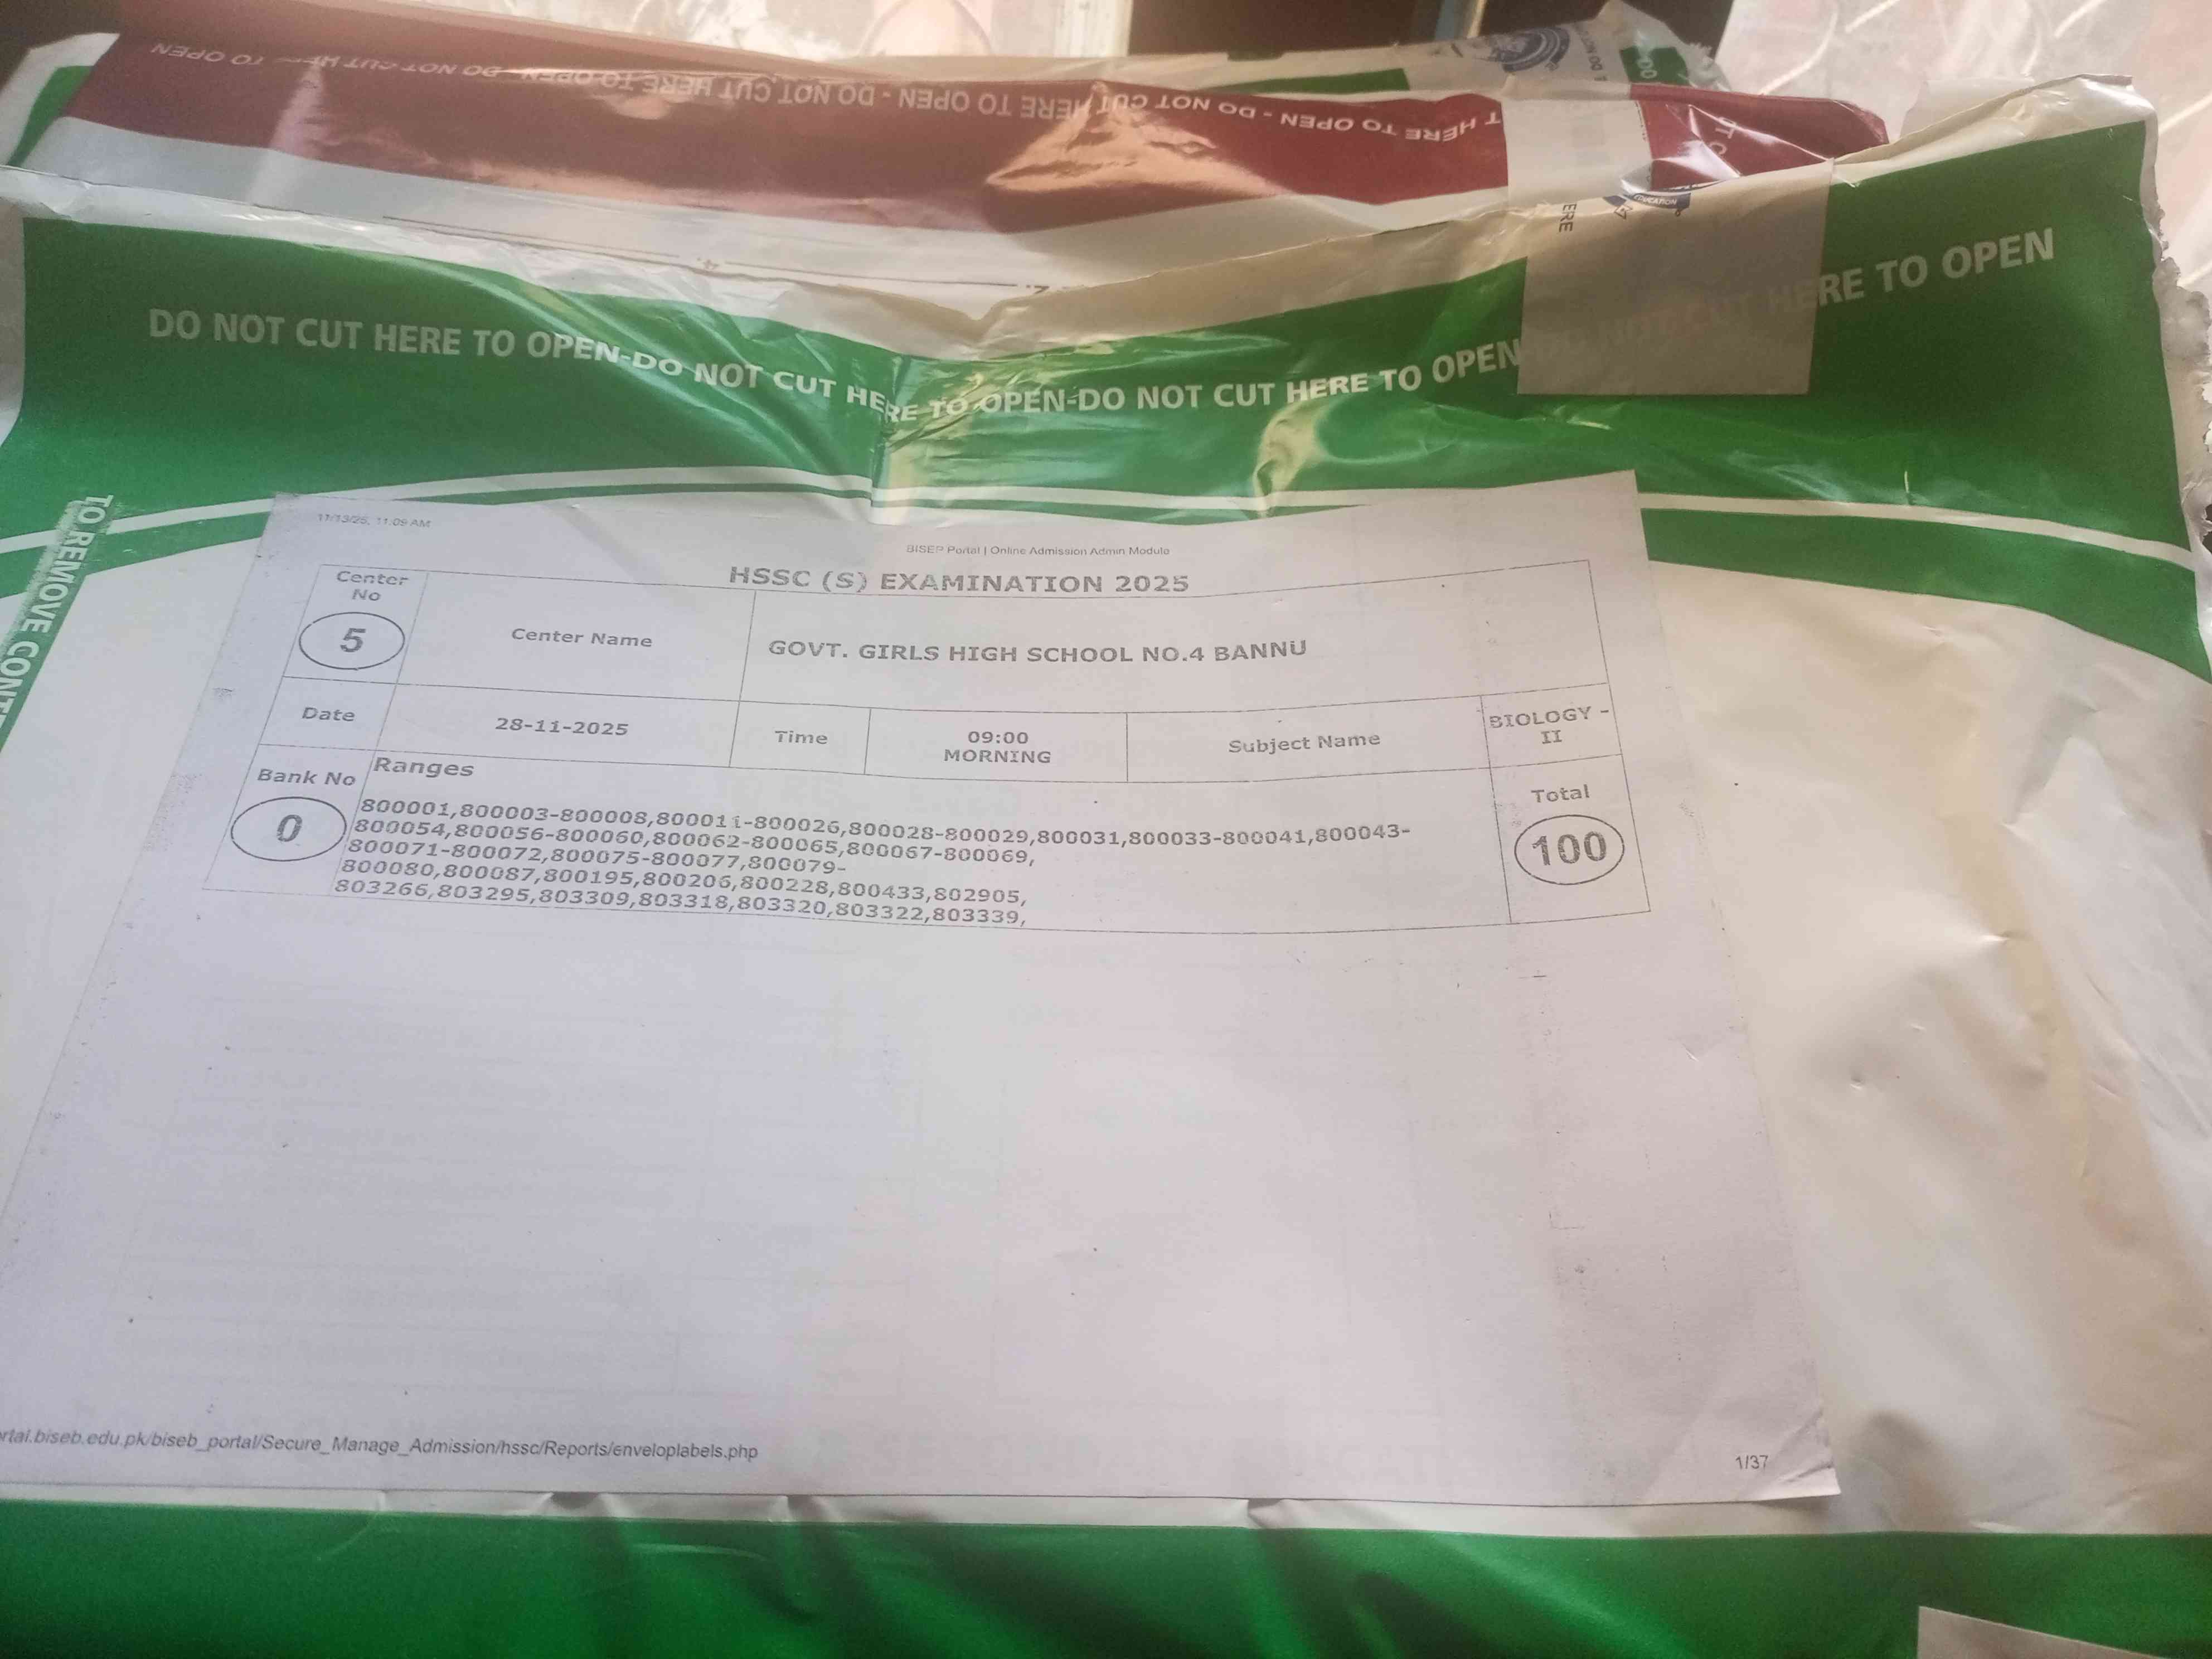 DO NOT CUT HERE TO OPEN - DO NOT CUT HERE TO OPEN - DO NOT CUT HERE TO OPEN
DO NOT CUT HERE TO OPEN-DO NOT CUT HERE TO OPEN-DO NOT CUT HERE TO OPEN DO NOT CUT HERE TO OPEN
ERE
EDUCATION
TO REMOVE CONT
11/13/25, 11:09 AM
BISEP Portal | Online Admission Admin Module
HSSC (S) EXAMINATION 2025
Center No
5
Center Name
GOVT. GIRLS HIGH SCHOOL NO.4 BANNU
Date
28-11-2025
Time
09:00
MORNING
Subject Name
BIOLOGY -
II
Bank No
0
Ranges
800001,800003-800008,800011-800026,800028-800029,800031,800033-800041,800043-
800054,800056-800060,800062-800065,800067-800069,
800071-800072,800075-800077,800079-
800080,800087,800195,800206,800228,800433,802905,
803266,803295,803309,803318,803320,803322,803339,
Total
100
rtal.biseb.edu.pk/biseb_portal/Secure_Manage_Admission/hssc/Reports/enveloplabels.php
1/37